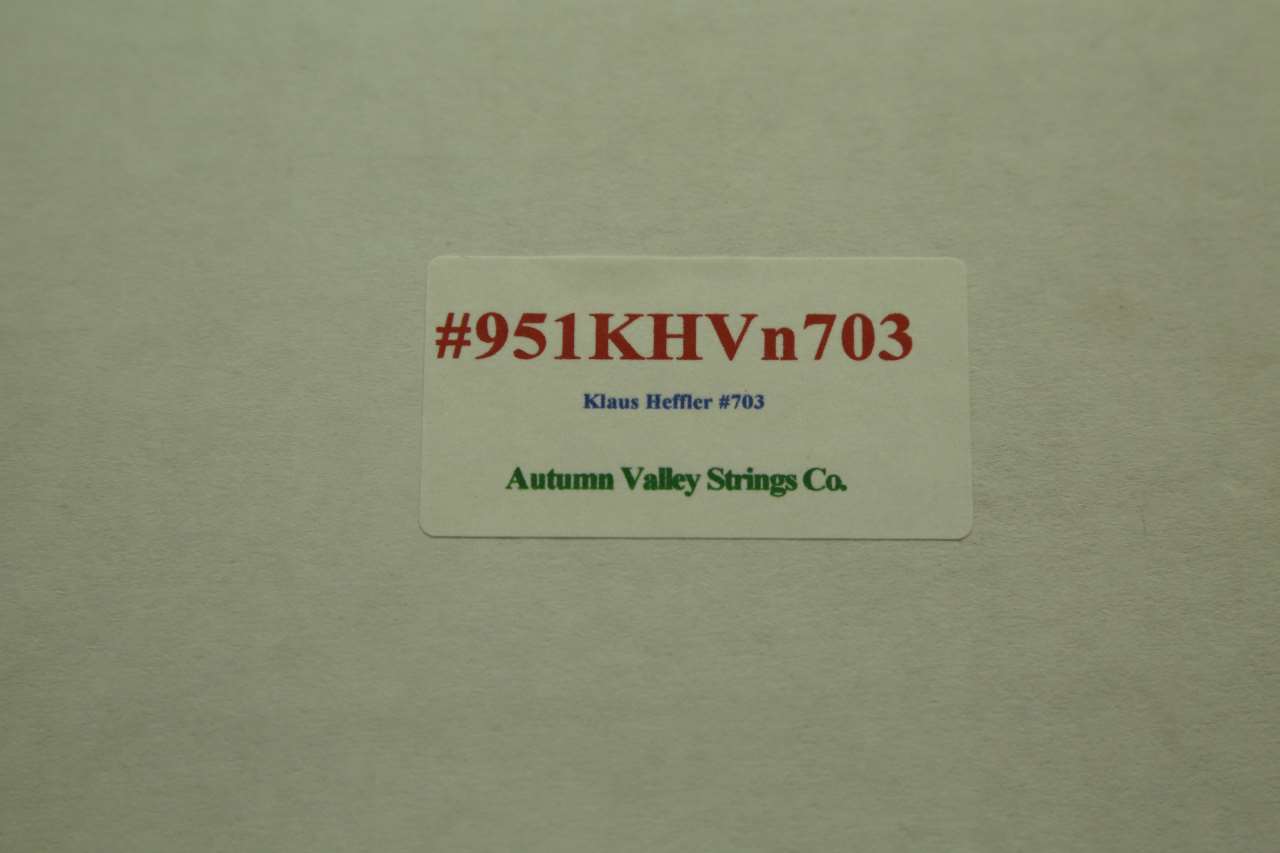 #951KHVn703
Klaus Heffler #703
Autumn Valley Strings Co.